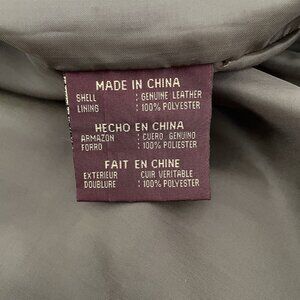 MADE IN CHINA
SHELL : GENUINE LEATHER
LINING : 100% POLYESTER
HECHO EN CHINA
ARMAZON : CUERO GENUINO
FORRO : 100% POLYESTER
FAIT EN CHINE
EXTERIEUR : CUIR VERITABLE
DOUBLURE : 100% POLYESTER